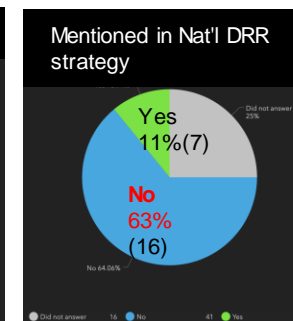 Mentioned in Nat'l DRR
strategy
Yes
11%(7)
Did not answer
25%
No
63%
(16)
No 64.06%
Did not answer 16 No 41 Yes